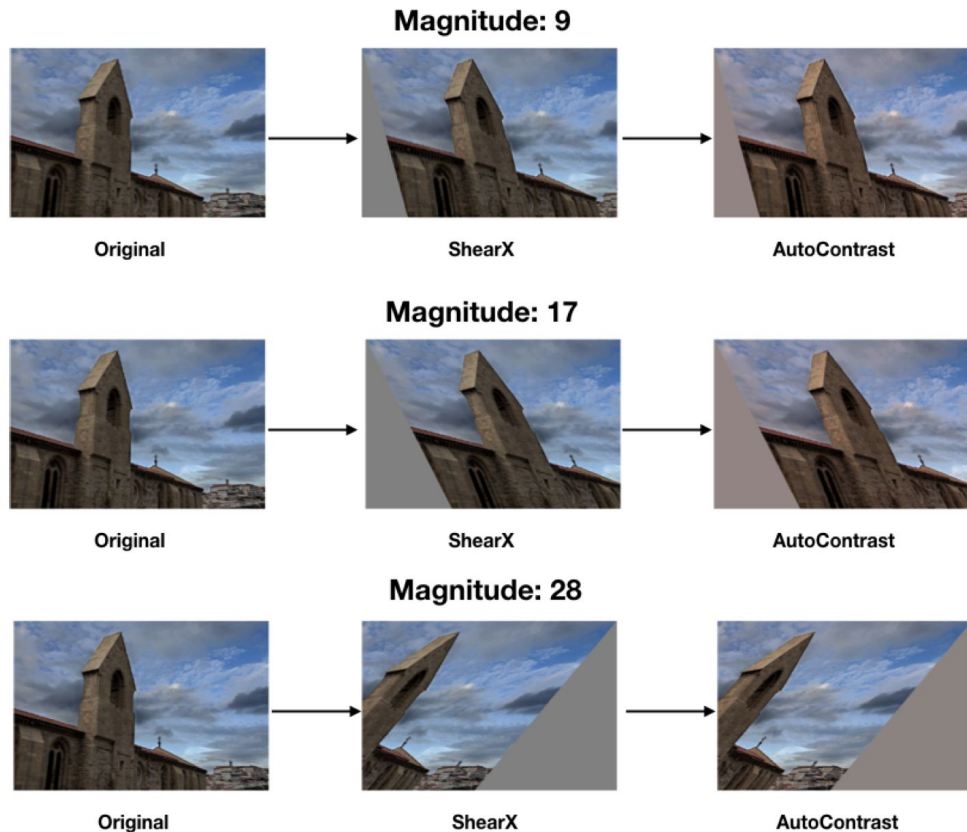 Magnitude: 9
Original
ShearX
AutoContrast
Magnitude: 17
Original
ShearX
AutoContrast
Magnitude: 28
Original
ShearX
AutoContrast